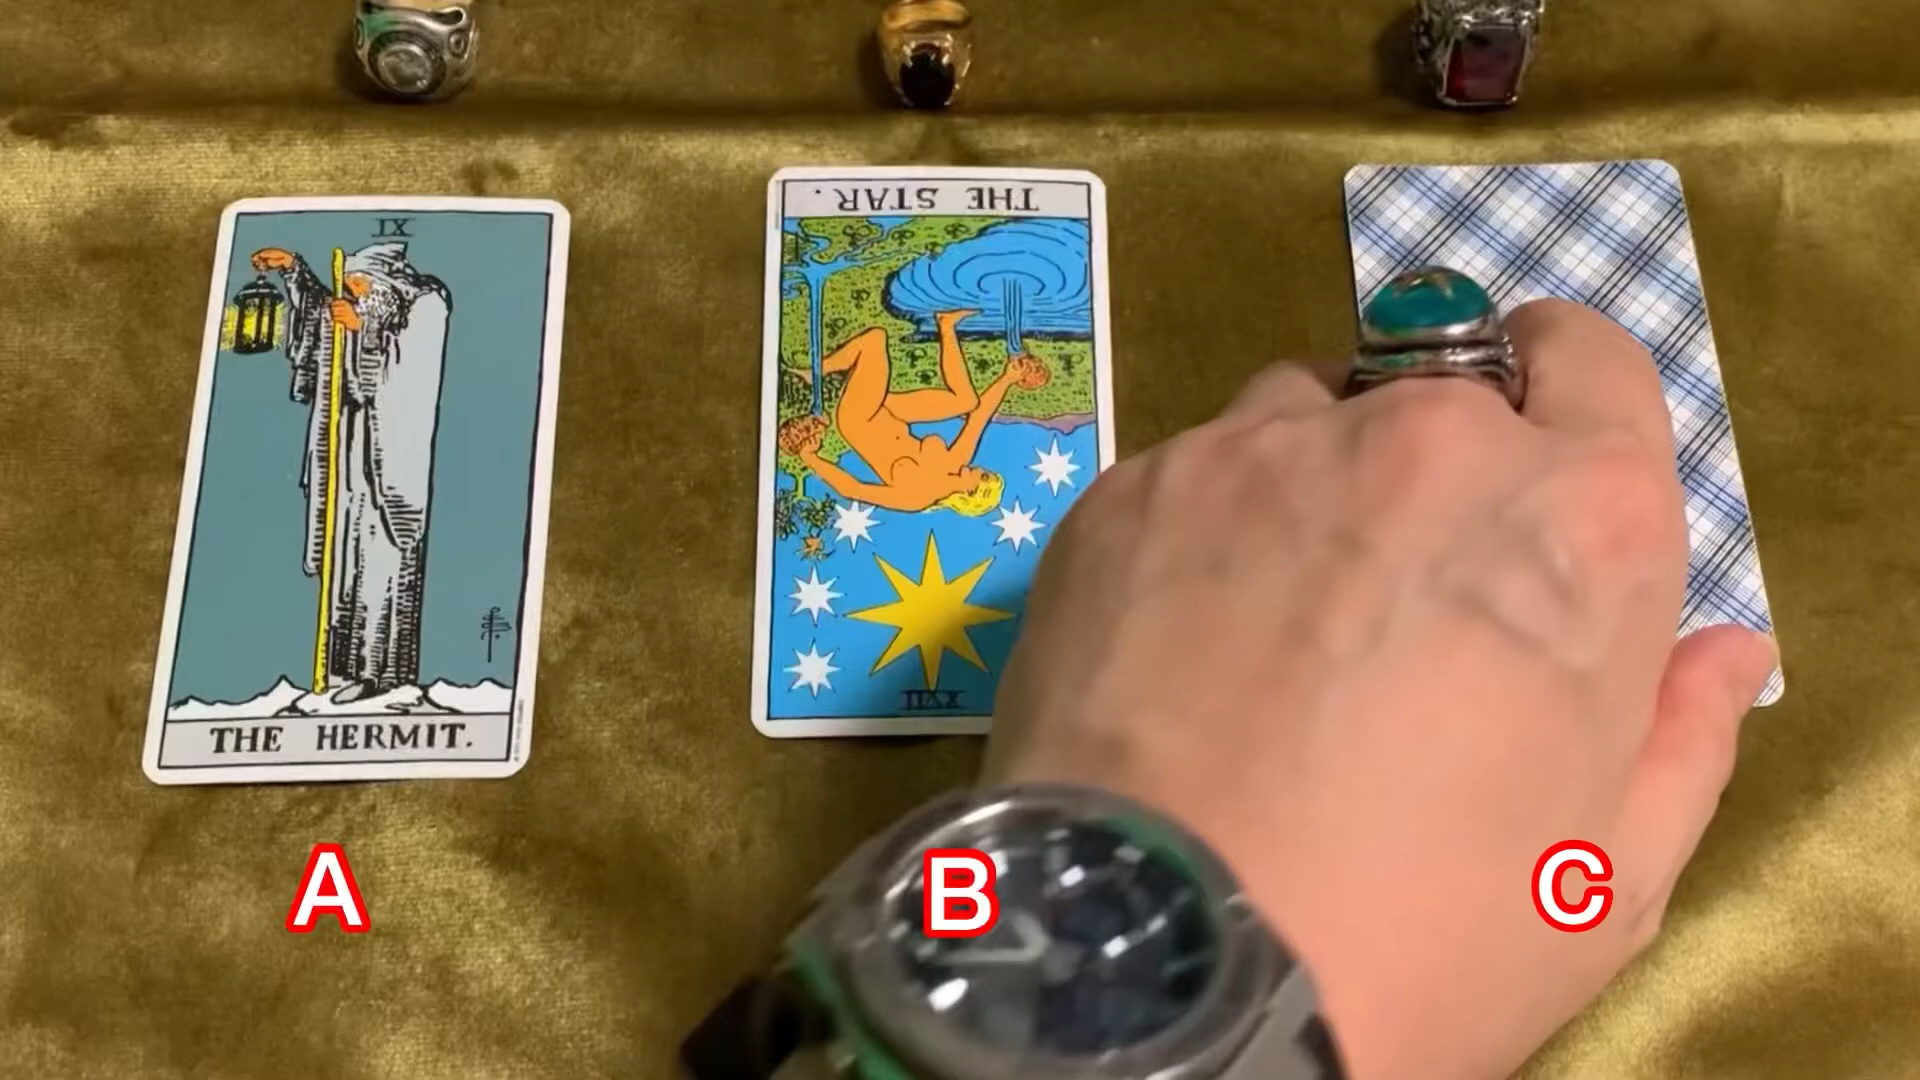 THE STAR.
IX
XVII
THE HERMIT.
A
B
C